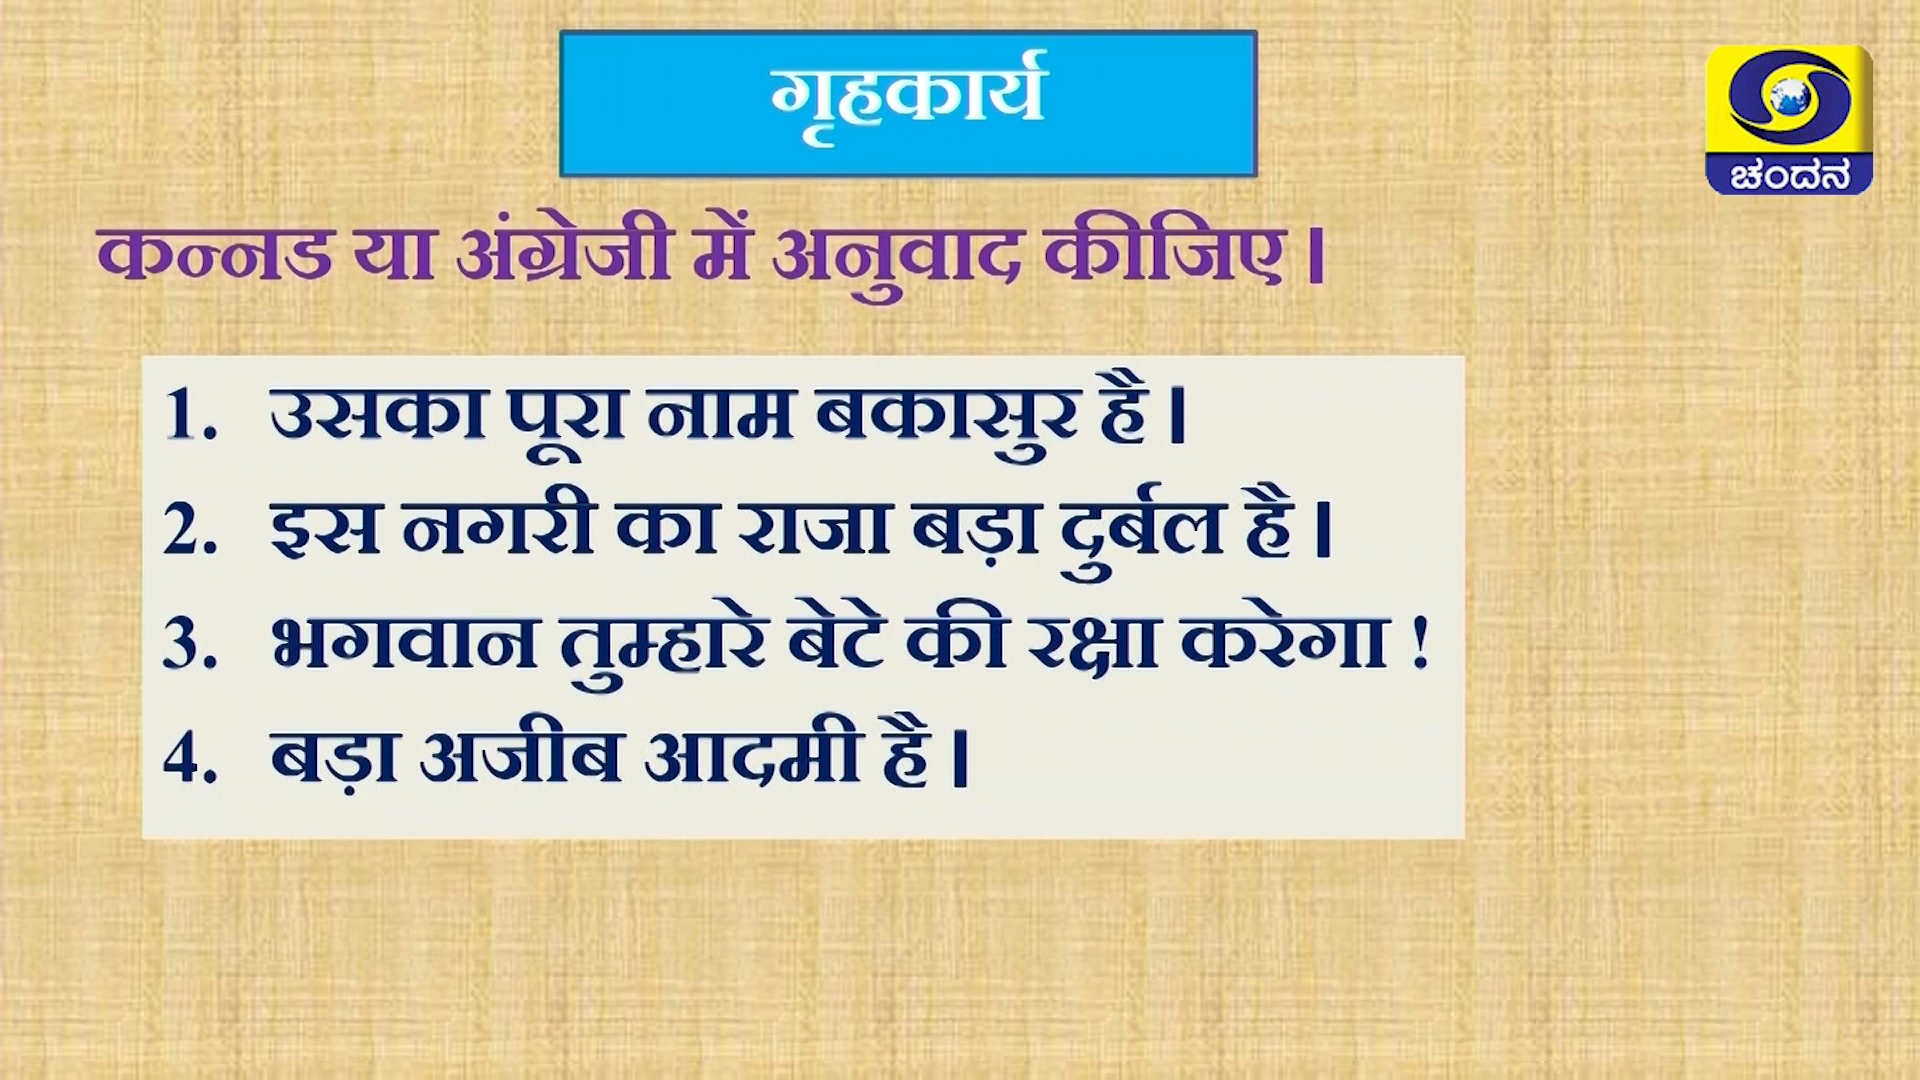 गृहकार्य
ಚಂದನ
कन्नड या अंग्रेजी में अनुवाद कीजिए।
1. उसका पूरा नाम बकासुर है।
2. इस नगरी का राजा बड़ा दुर्बल है।
3. भगवान तुम्हारे बेटे की रक्षा करेगा !
4. बड़ा अजीब आदमी है।